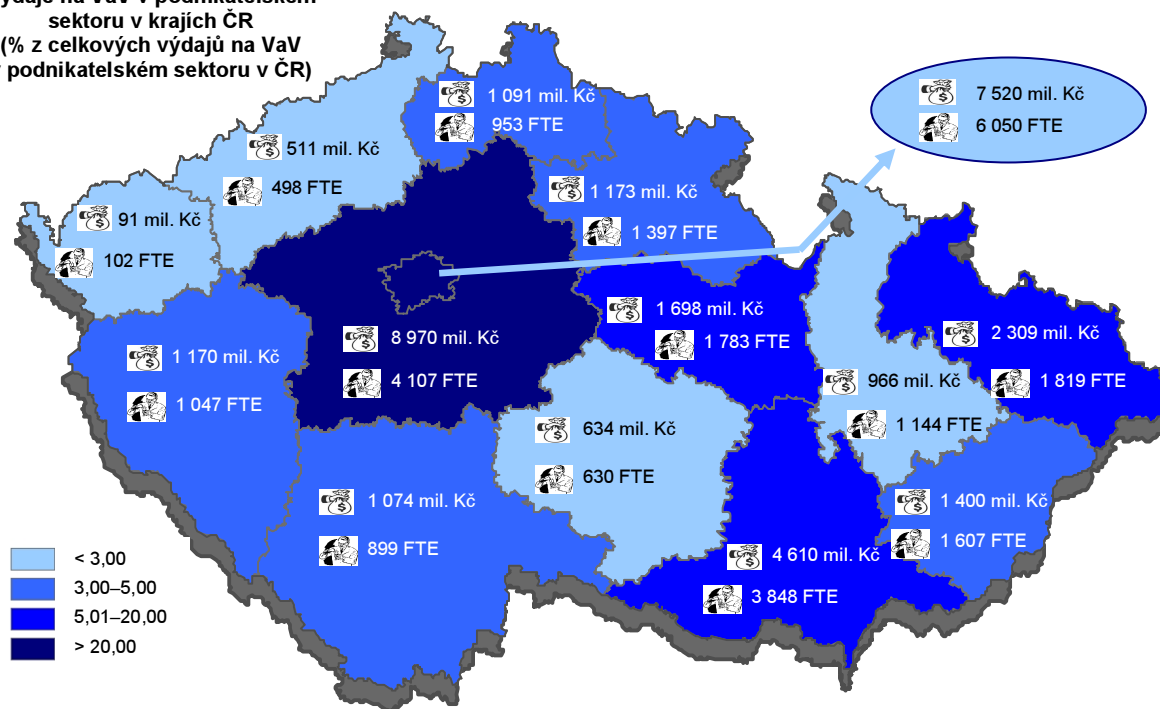 sektoru v krajích ČR
(% z celkových výdajů na VaV
podnikatelském sektoru v ČR)
7 520 mil. Kč
6 050 FTE
1 091 mil. Kč
953 FTE
511 mil. Kč
498 FTE
1 173 mil. Kč
1 397 FTE
91 mil. Kč
102 FTE
1 698 mil. Kč
1 783 FTE
8 970 mil. Kč
4 107 FTE
2 309 mil. Kč
1 819 FTE
1 170 mil. Kč
1 047 FTE
966 mil. Kč
1 144 FTE
634 mil. Kč
630 FTE
1 074 mil. Kč
899 FTE
1 400 mil. Kč
1 607 FTE
4 610 mil. Kč
3 848 FTE
< 3,00
3,00–5,00
5,01–20,00
> 20,00